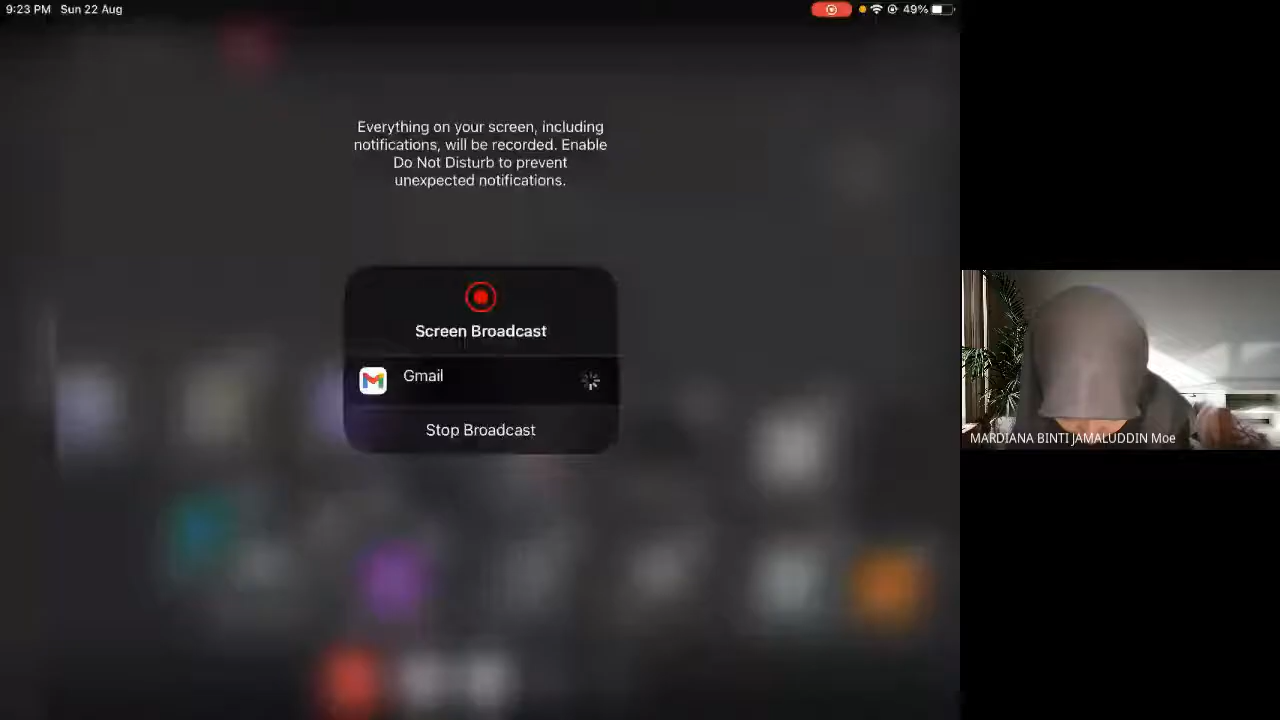 9:23 PM Sun 22 Aug
49%
Everything on your screen, including
notifications, will be recorded. Enable
Do Not Disturb to prevent
unexpected notifications.
Screen Broadcast
Gmail
Stop Broadcast
MARDIANA BINTI JAMALUDDIN Moe